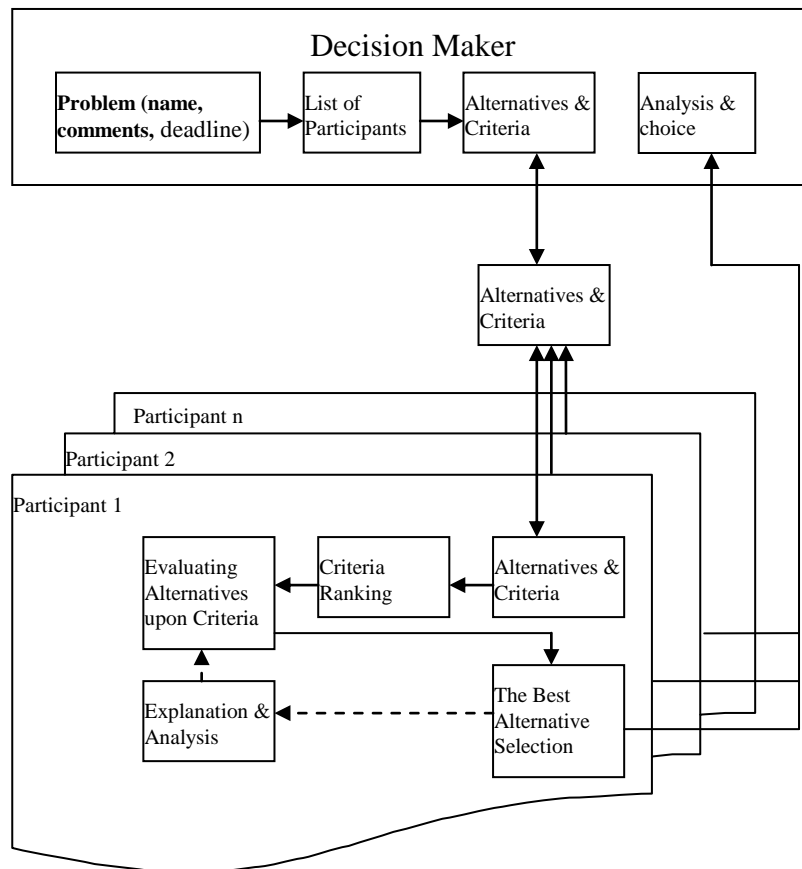 Decision Maker
Problem (name,
comments, deadline)
List of
Participants
Alternatives &
Criteria
Analysis &
choice
Alternatives &
Criteria
Participant n
Participant 2
Participant 1
Evaluating
Alternatives
upon Criteria
Criteria
Ranking
Alternatives &
Criteria
Explanation &
Analysis
The Best
Alternative
Selection